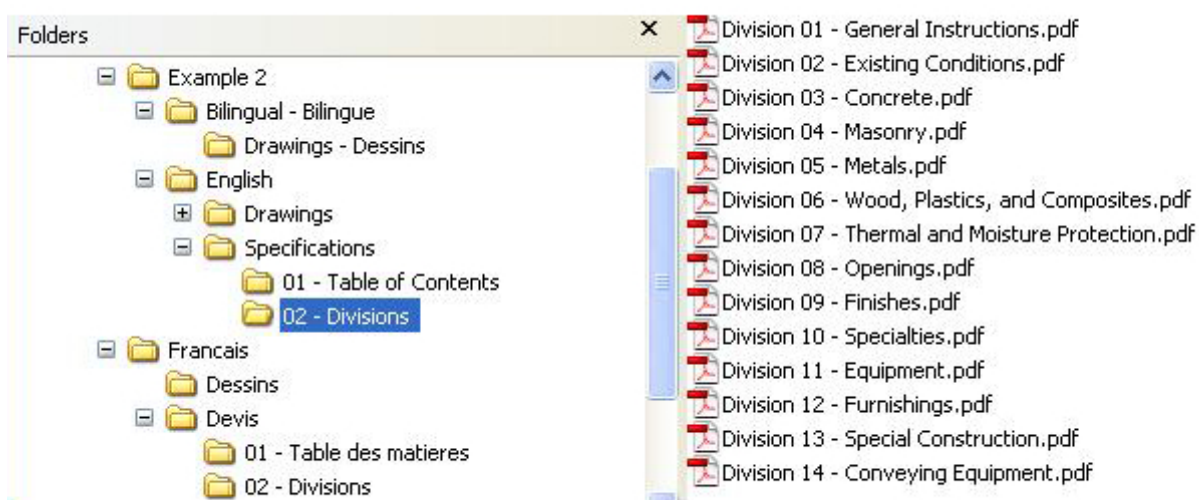 Folders
Example 2
Bilingual - Bilingue
Drawings - Dessins
English
Drawings
Specifications
01 - Table of Contents
02 - Divisions
Francais
Dessins
Devis
01 - Table des matieres
02 - Divisions
Division 01 - General Instructions.pdf
Division 02 - Existing Conditions.pdf
Division 03 - Concrete.pdf
Division 04 - Masonry.pdf
Division 05 - Metals.pdf
Division 06 - Wood, Plastics, and Composites.pdf
Division 07 - Thermal and Moisture Protection.pdf
Division 08 - Openings.pdf
Division 09 - Finishes.pdf
Division 10 - Specialties.pdf
Division 11 - Equipment.pdf
Division 12 - Furnishings.pdf
Division 13 - Special Construction.pdf
Division 14 - Conveying Equipment.pdf